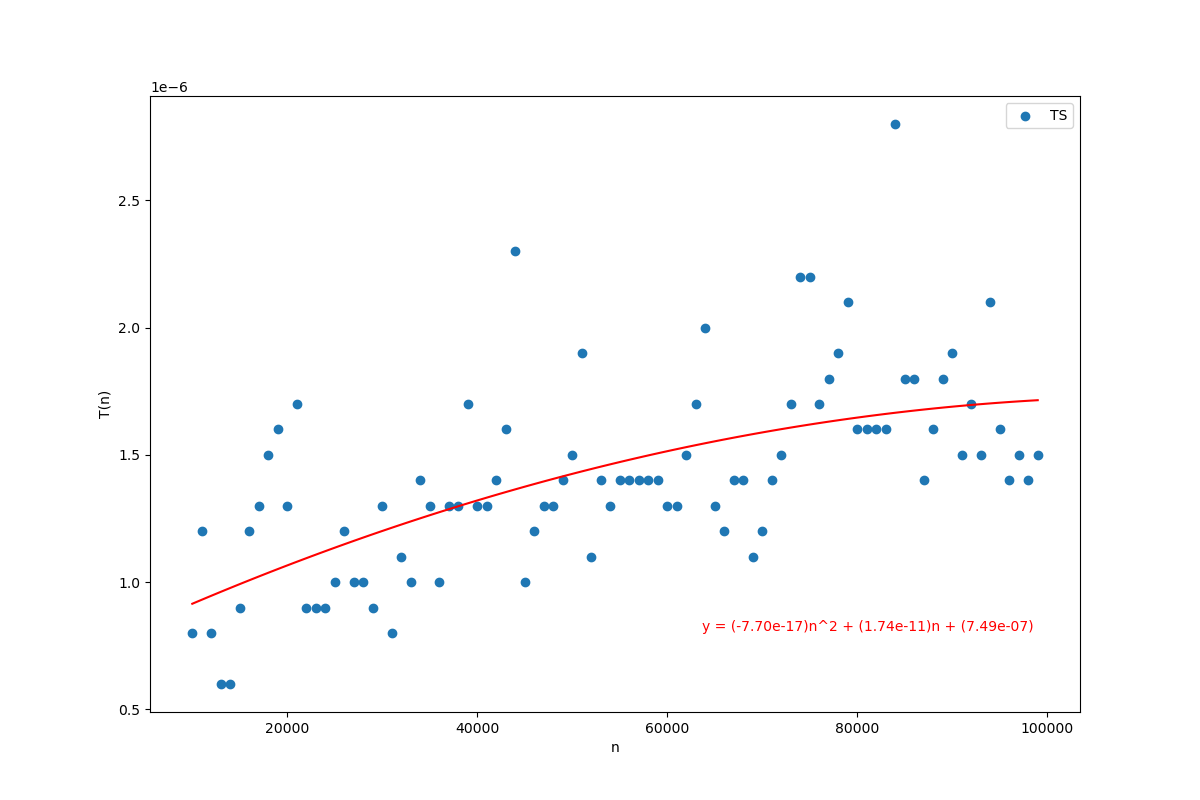 1e−6
TS
2.5
2.0
T(n)
1.5
1.0
y = (-7.70e-17)n^2 + (1.74e-11)n + (7.49e-07)
0.5
20000 40000 60000 80000 100000
n